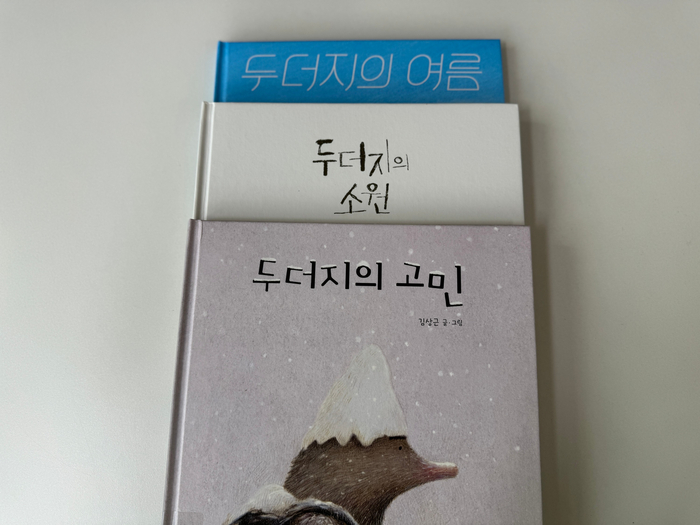 두더지의 여름
두더지의
소원
두더지의 고민
김상근 글·그림